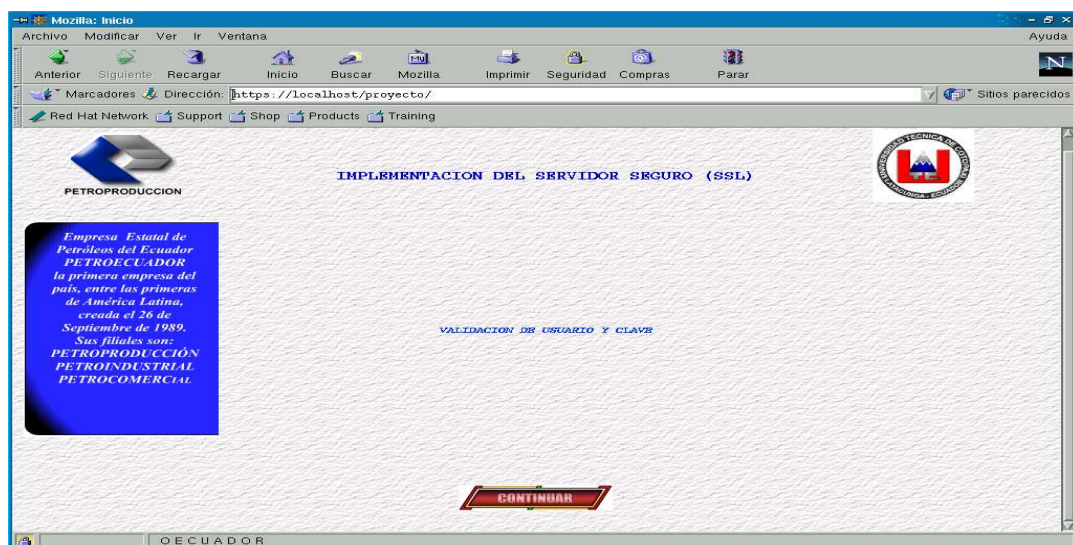 Mozilla: Inicio
Archivo Modificar Ver Ir Ventana Ayuda
Anterior Siguiente Recargar Inicio Buscar Mozilla Imprimir Seguridad Compras Parar
Marcadores Dirección: https://localhost/proyecto/ Sitios parecidos
Red Hat Network Support Shop Products Training
PETROPRODUCCION
IMPLEMENTACION DEL SERVIDOR SEGURO (SSL)
Empresa Estatal de
Petróleos del Ecuador
PETROECUADOR
la primera empresa del
país, entre las primeras
de América Latina,
creada el 26 de
Septiembre de 1989.
Sus filiales son:
PETROPRODUCCIÓN
PETROINDUSTRIAL
PETROCOMERCIAL
VALIDACION DE USUARIO Y CLAVE
CONTINUAR
OECUADOR